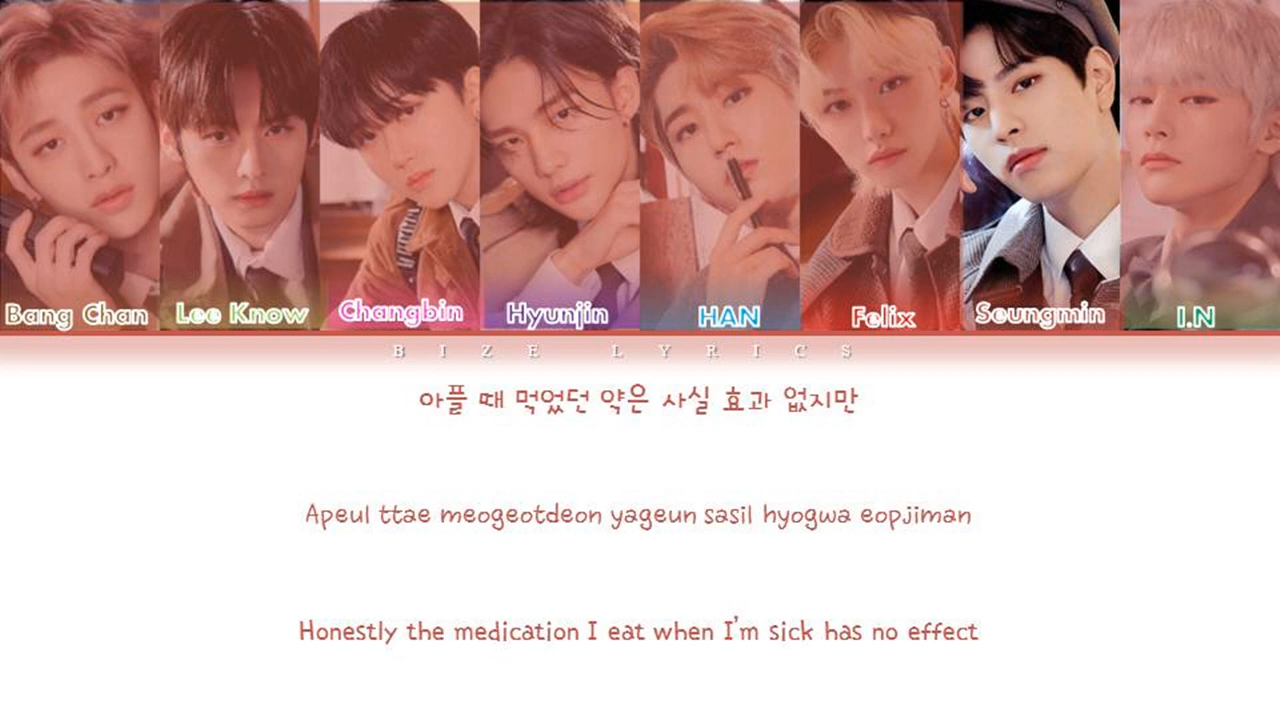 Bang Chan Lee Know Changbin Hyunjin HAN Felix Seungmin I.N
BIZE LYRICS
아플 때 먹었던 약은 사실 효과 없지만
Apeul ttae meogeotdeon yageun sasil hyogwa eopjiman
Honestly the medication I eat when I'm sick has no effect